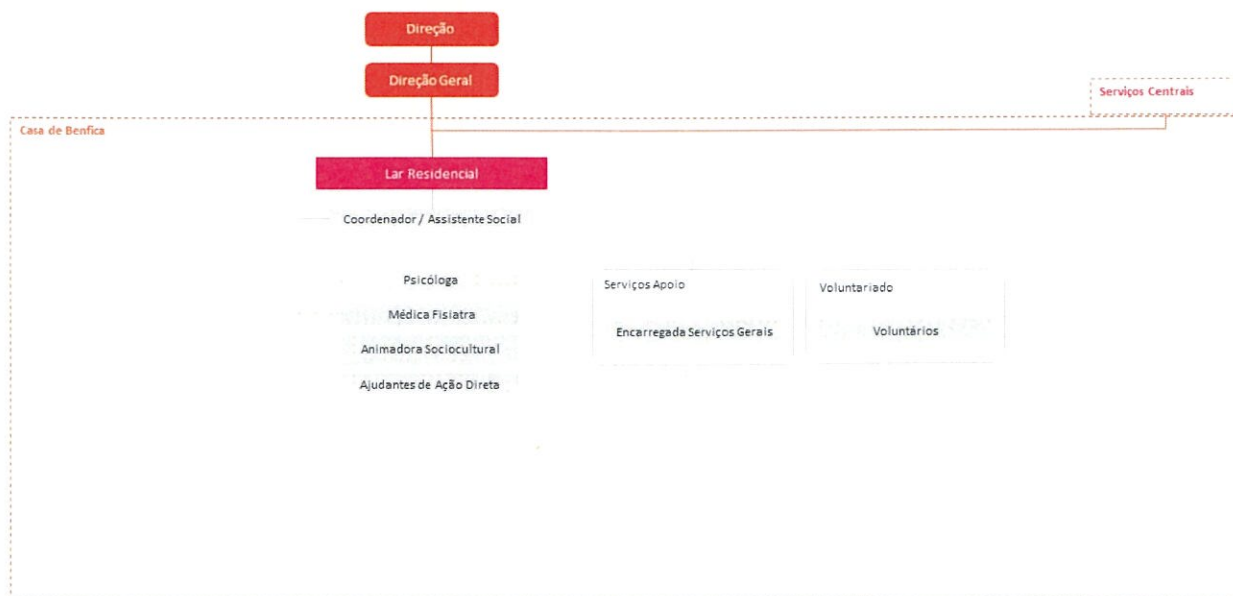 Direção
Direção Geral
Serviços Centrais
Casa de Benfica
Lar Residencial
Coordenador / Assistente Social
Psicóloga
Médica Fisiatra
Animadora Sociocultural
Ajudantes de Ação Direta
Serviços Apoio
Encarregada Serviços Gerais
Voluntariado
Voluntários